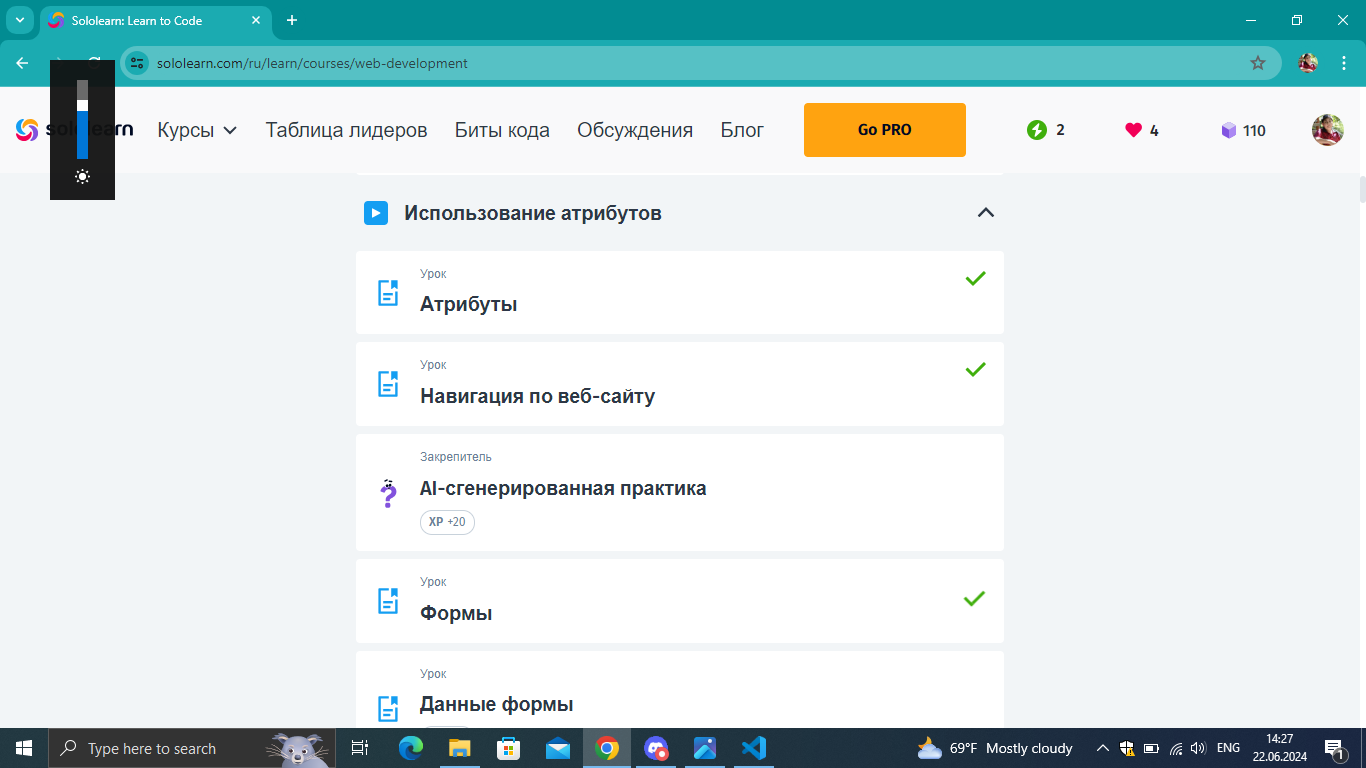 Sololearn: Learn to Code
sololearn.com/ru/learn/courses/web-development
sololearn
Курсы
Таблица лидеров
Биты кода
Обсуждения
Блог
Go PRO
2
4
110
Использование атрибутов
Урок
Атрибуты
Урок
Навигация по веб-сайту
Закрепитель
AI-сгенерированная практика
XP +20
Урок
Формы
Урок
Данные формы
Type here to search
69°F Mostly cloudy
ENG
14:27
22.06.2024
1